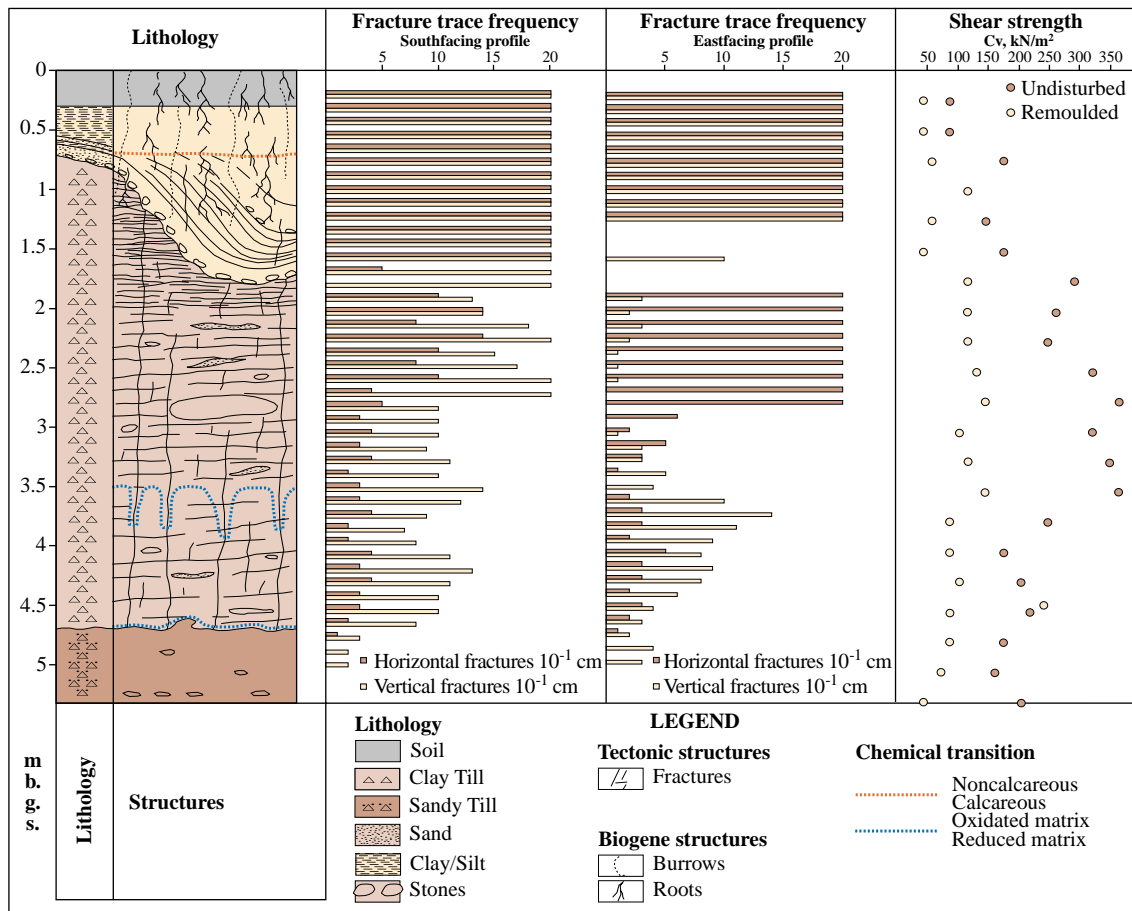 Lithology
Fracture trace frequency
Southfacing profile
5 10 15 20
Fracture trace frequency
Eastfacing profile
5 10 15 20
Shear strength
Cv, kN/m²
50 100 150 200 250 300 350
Undisturbed
Remoulded
0
0.5
1
1.5
2
2.5
3
3.5
4
4.5
5
Horizontal fractures 10⁻¹ cm
Vertical fractures 10⁻¹ cm
Horizontal fractures 10⁻¹ cm
Vertical fractures 10⁻¹ cm
m
b.
g.
s.
Lithology
Structures
LEGEND
Lithology
Soil
Clay Till
Sandy Till
Sand
Clay/Silt
Stones
Tectonic structures
Fractures
Biogene structures
Burrows
Roots
Chemical transition
Noncalcareous
Calcareous
Oxidated matrix
Reduced matrix